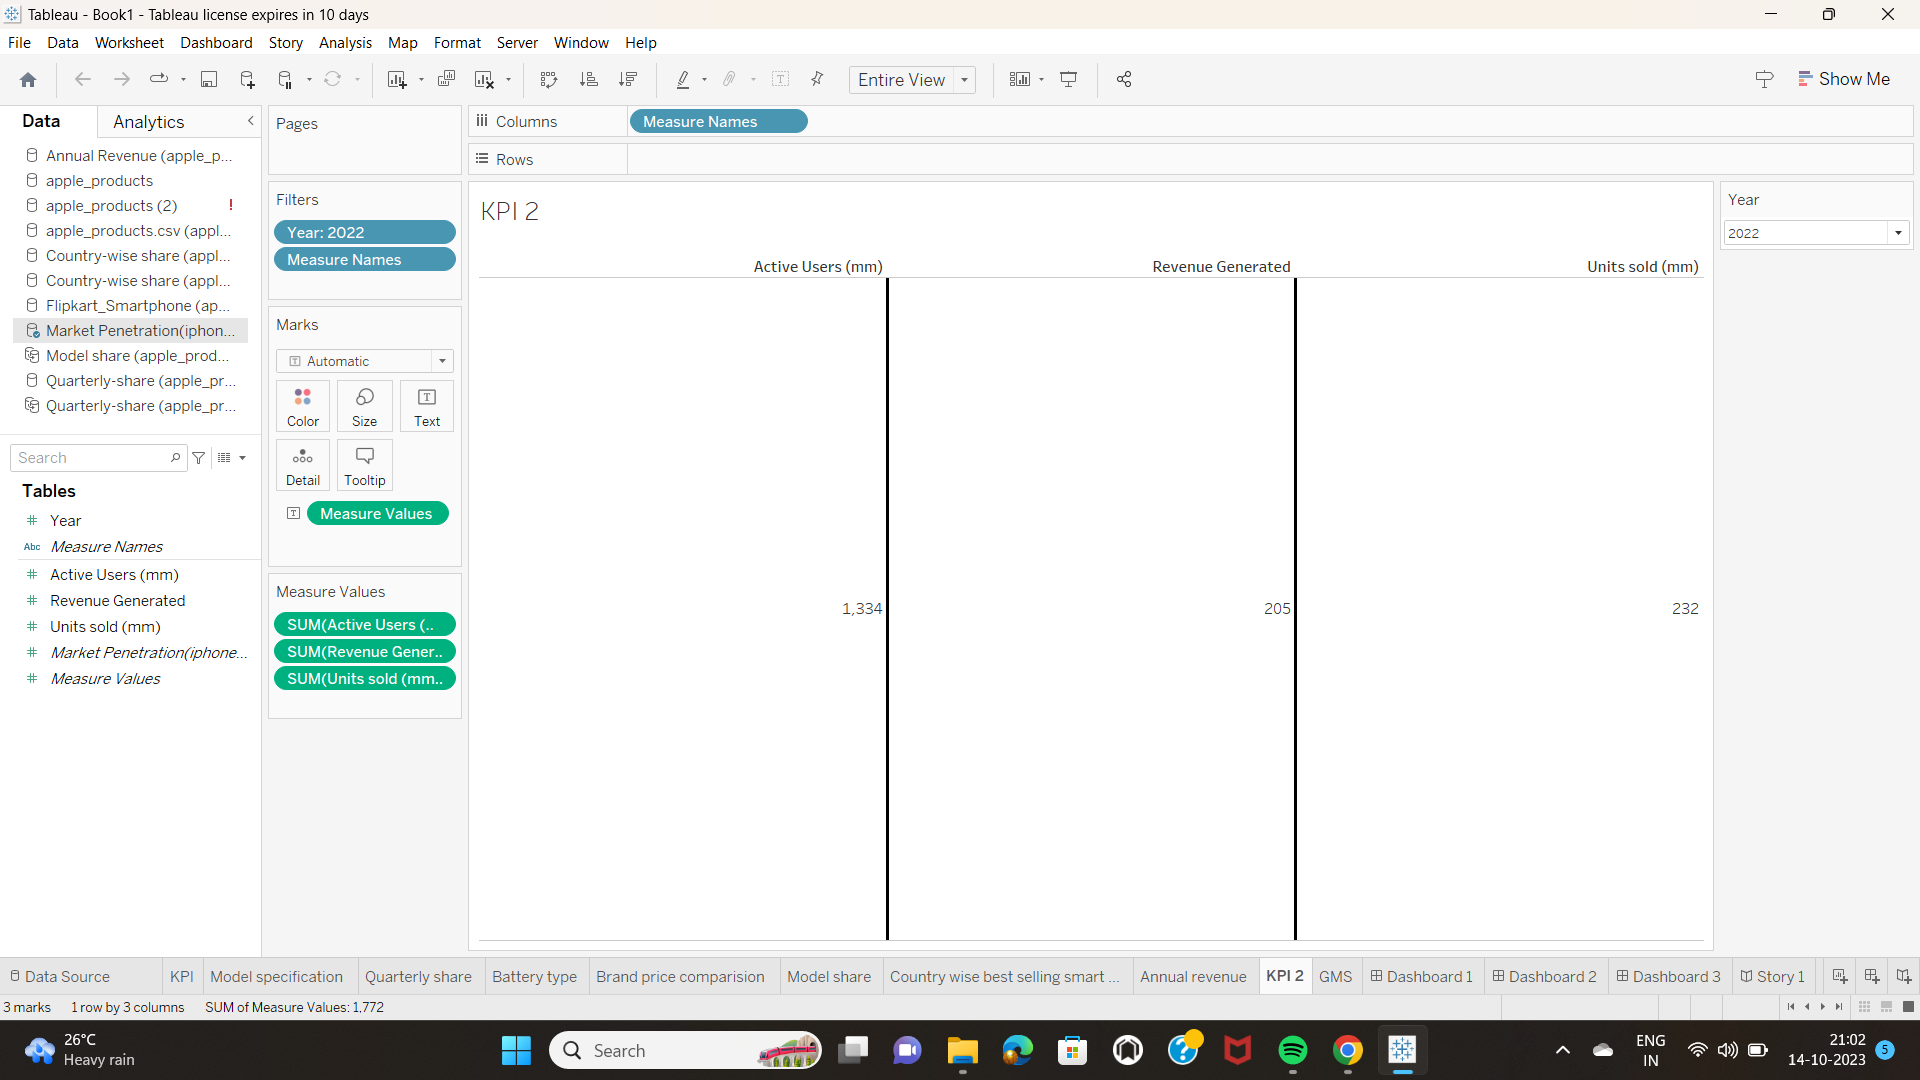 Tableau - Book1 - Tableau license expires in 10 days
File Data Worksheet Dashboard Story Analysis Map Format Server Window Help
Entire View
Show Me
Data
Analytics
Annual Revenue (apple_p...
apple_products
apple_products (2)
!
apple_products.csv (appl...
Country-wise share (appl...
Country-wise share (appl...
Flipkart_Smartphone (ap...
Market Penetration(iphon...
Model share (apple_prod...
Quarterly-share (apple_pr...
Quarterly-share (apple_pr...
Search
Tables
Year
Abc Measure Names
Active Users (mm)
Revenue Generated
Units sold (mm)
Market Penetration(iphone...
Measure Values
Pages
Filters
Year: 2022
Measure Names
Marks
Automatic
Color Size Text
Detail Tooltip
Measure Values
Measure Values
SUM(Active Users (..
SUM(Revenue Gener..
SUM(Units sold (mm..
Columns
Measure Names
Rows
KPI 2
Active Users (mm) Revenue Generated Units sold (mm)
1,334 205 232
Year
2022
Data Source KPI Model specification Quarterly share Battery type Brand price comparision Model share Country wise best selling smart ... Annual revenue KPI 2 GMS Dashboard 1 Dashboard 2 Dashboard 3 Story 1
3 marks 1 row by 3 columns SUM of Measure Values: 1,772
26°C
Heavy rain
Search
ENG
IN
21:02
14-10-2023
5